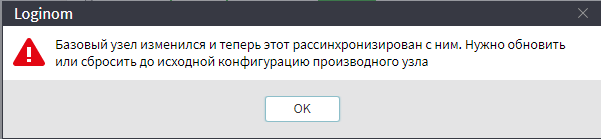 Loginom
Базовый узел изменился и теперь этот рассинхронизирован с ним. Нужно обновить
или сбросить до исходной конфигурацию производного узла
OK